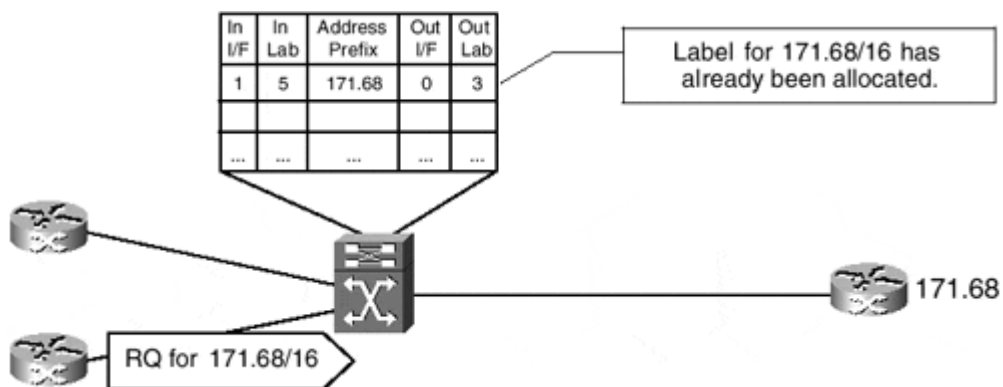 In I/F In Lab Address Prefix Out I/F Out Lab
1 5 171.68 0 3
... ... ... ... ...
Label for 171.68/16 has
already been allocated.
171.68
RQ for 171.68/16